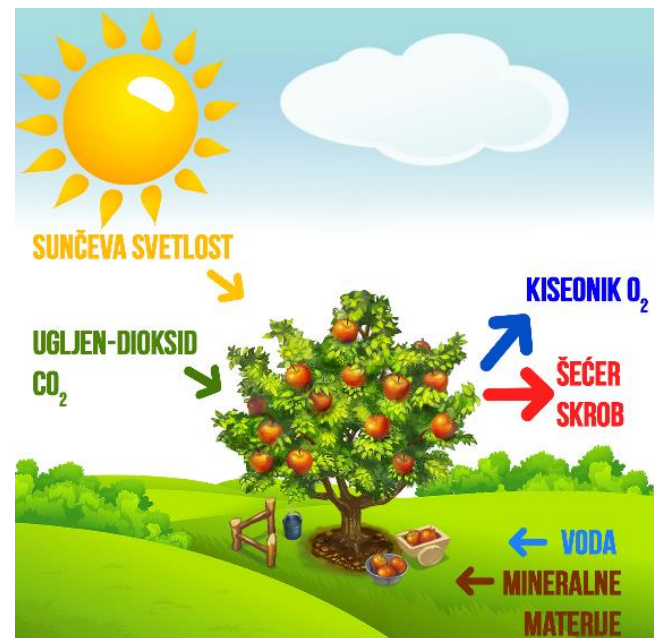 SUNČEVA SVETLOST
UGLJEN-DIOKSID
CO₂
KISEONIK O₂
ŠEĆER
SKROB
VODA
MINERALNE
MATERIJE